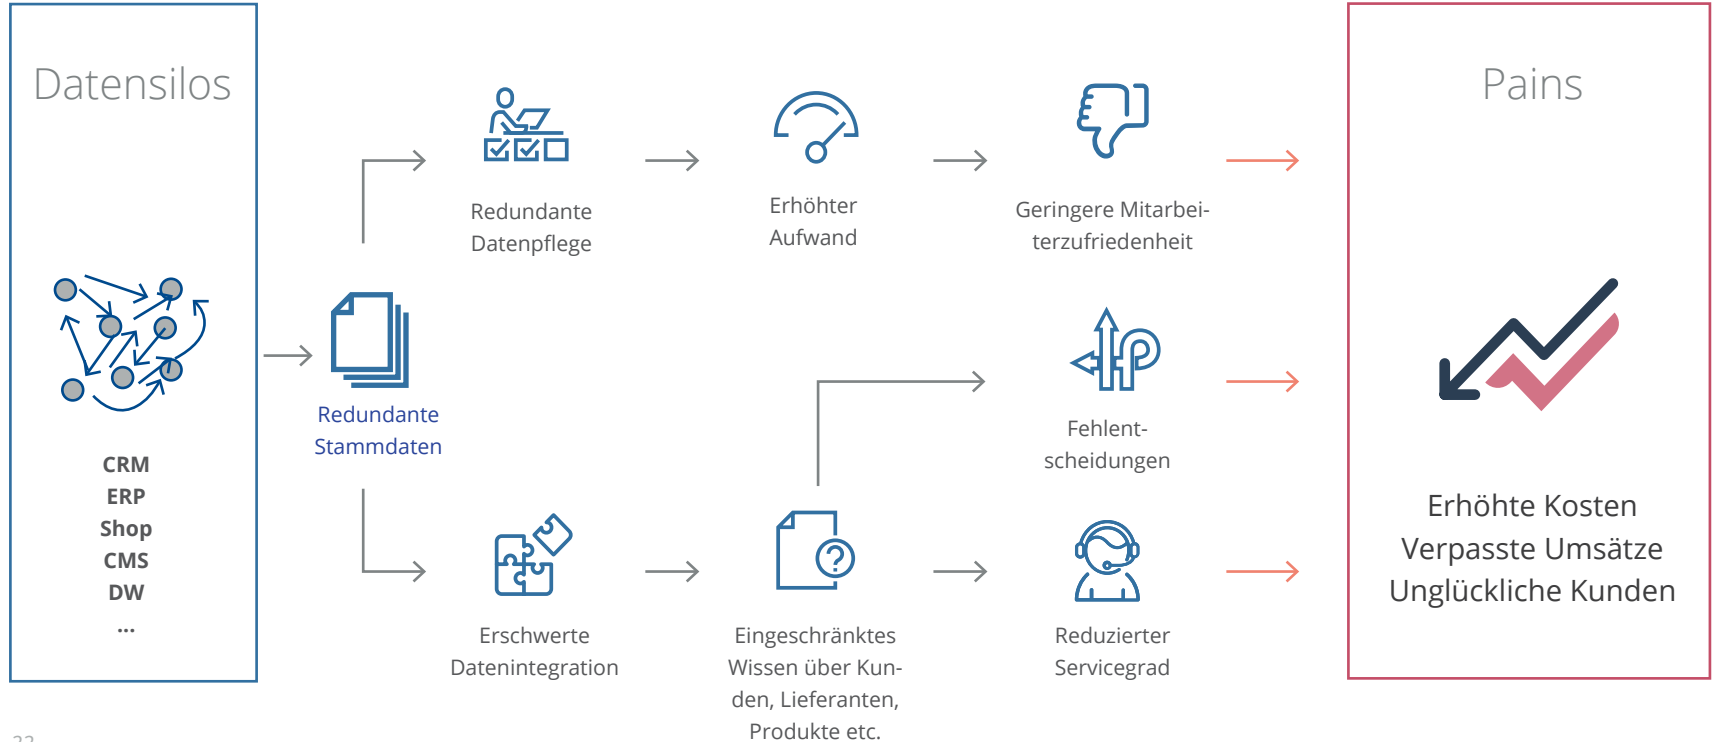 Datensilos
CRM
ERP
Shop
CMS
DW
...
Redundante
Stammdaten
Redundante
Datenpflege
Erhöhter
Aufwand
Geringere Mitarbei-
terzufriedenheit
Fehlent-
scheidungen
Erschwerte
Datenintegration
Eingeschränktes
Wissen über Kun-
den, Lieferanten,
Produkte etc.
Reduzierter
Servicegrad
Pains
Erhöhte Kosten
Verpasste Umsätze
Unglückliche Kunden